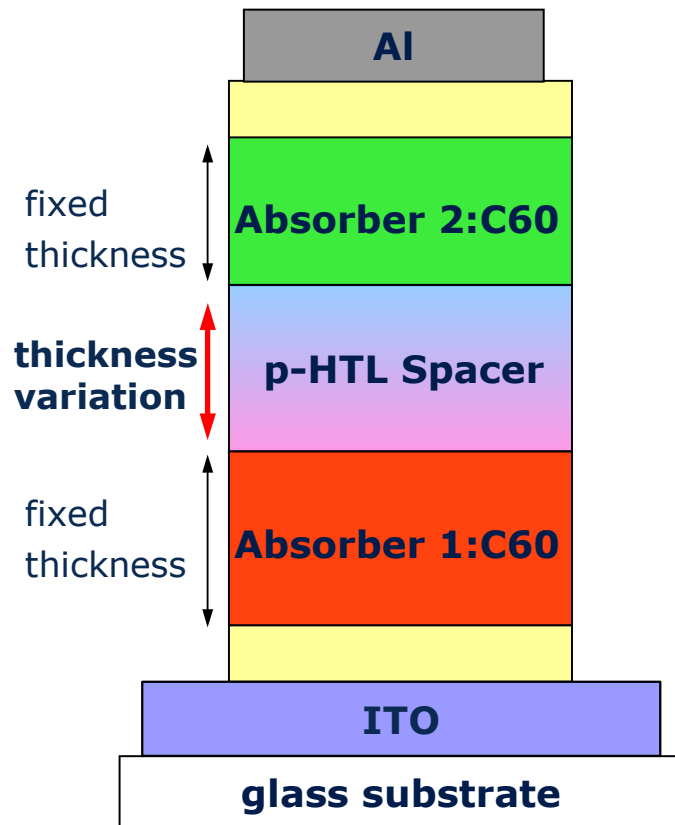 Al
fixed
thickness
Absorber 2:C60
thickness
variation
p-HTL Spacer
fixed
thickness
Absorber 1:C60
ITO
glass substrate